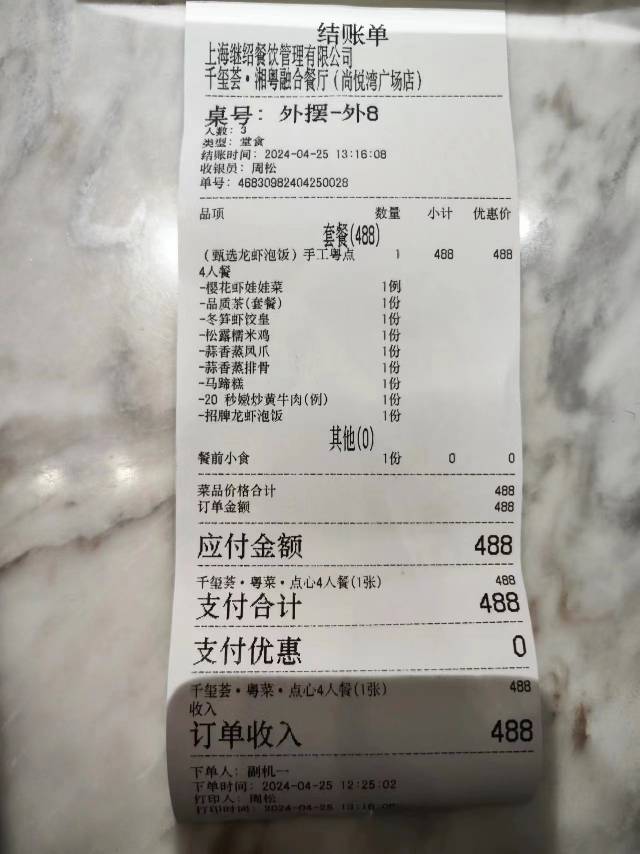 结账单
上海继绍餐饮管理有限公司
千玺荟·湘粤融合餐厅(尚悦湾广场店)
桌号: 外摆-外8
人数: 3
类型: 堂食
结账时间: 2024-04-25 13:16:08
收银员: 周松
单号: 46830982404250028
品项 数量 小计 优惠价
套餐(488)
(甄选龙虾泡饭)手工粤点 1 488 488
4人餐
-樱花虾娃娃菜 1例
-品质茶(套餐) 1份
-冬笋虾饺皇 1份
-松露糯米鸡 1份
-蒜香蒸凤爪 1份
-蒜香蒸排骨 1份
-马蹄糕 1份
-20 秒嫩炒黄牛肉(例) 1份
-招牌龙虾泡饭 1份
其他(0)
餐前小食 1份 0 0
菜品价格合计 488
订单金额 488
应付金额 488
千玺荟·粤菜·点心4人餐(1张) 488
支付合计 488
支付优惠 0
千玺荟·粤菜·点心4人餐(1张) 488
收入
订单收入 488
下单人: 副机一
下单时间: 2024-04-25 12:25:02
打印人: 周松
打印时间: 2024-04-25 13:16:08